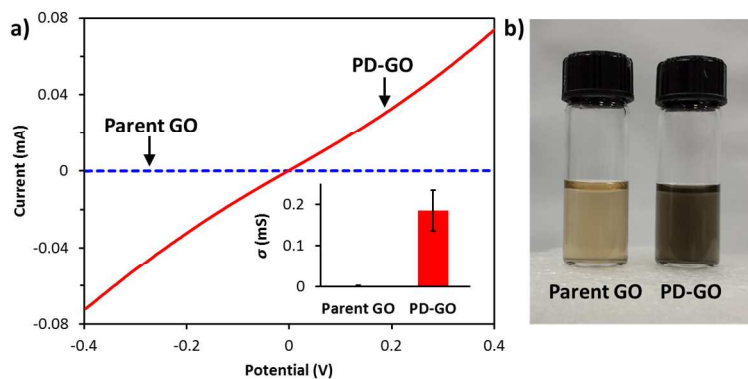 a)
Current (mA)
0.08
0.04
0
-0.04
-0.08
-0.4
-0.2
0
0.2
0.4
Potential (V)
Parent GO
PD-GO
σ (mS)
0.2
0.1
0
Parent GO
PD-GO
b)
Parent GO
PD-GO